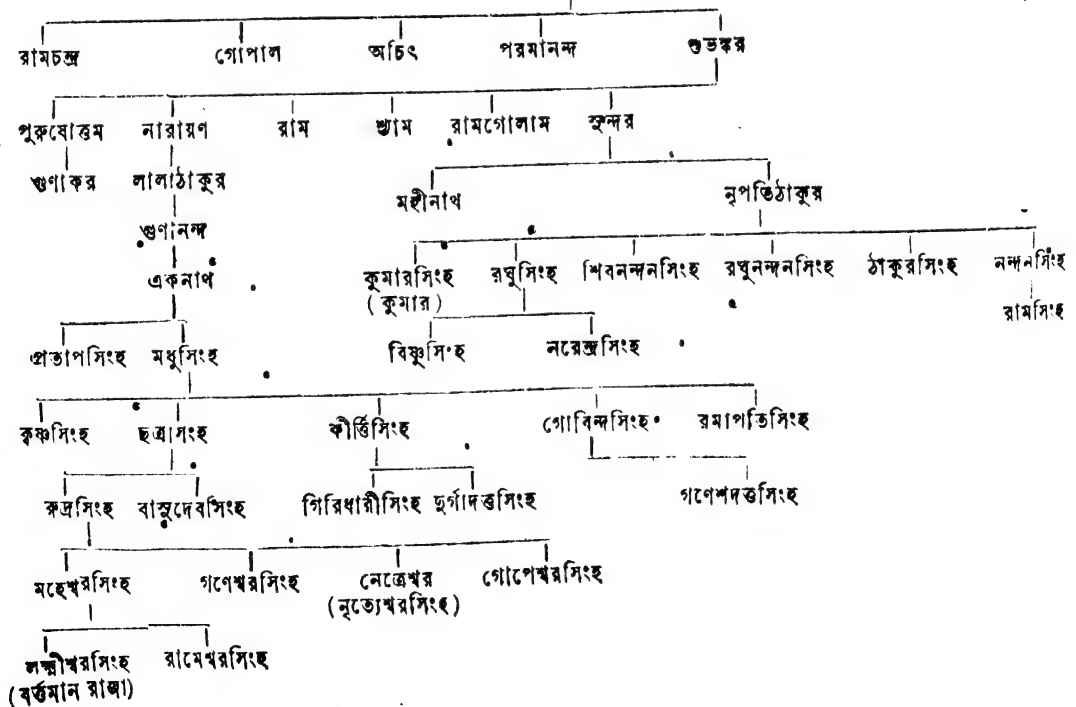 রামচন্দ্র গোপাল অচিৎ পরমানন্দ শুভঙ্কর
পুরুষোত্তম নারায়ণ রাম শ্যাম রামগোলাম সুন্দর
গুণাকর লালাঠাকুর মহীনাথ নৃপতিঠাকুর
গুণানন্দ
একনাথ কুমারসিংহ রঘুসিংহ শিবনন্দনসিংহ রঘুনন্দনসিংহ ঠাকুরসিংহ নন্দনসিংহ
(কুমার) রামসিংহ
প্রতাপসিংহ মধুসিংহ বিষ্ণুসিংহ নরেন্দ্রসিংহ
কৃষ্ণসিংহ ছত্রসিংহ কীর্ত্তিসিংহ গোবিন্দসিংহ রমাপতিসিংহ
রুদ্রসিংহ বাসুদেবসিংহ গিরিধারীসিংহ দুর্গাদত্তসিংহ গণেশদত্তসিংহ
মহেশ্বরসিংহ গণেশ্বরসিংহ নেত্রেশ্বর গোপেশ্বরসিংহ
(নৃত্যেশ্বরসিংহ)
লক্ষ্মীশ্বরসিংহ রামেশ্বরসিংহ
(বর্ত্তমান রাজা)